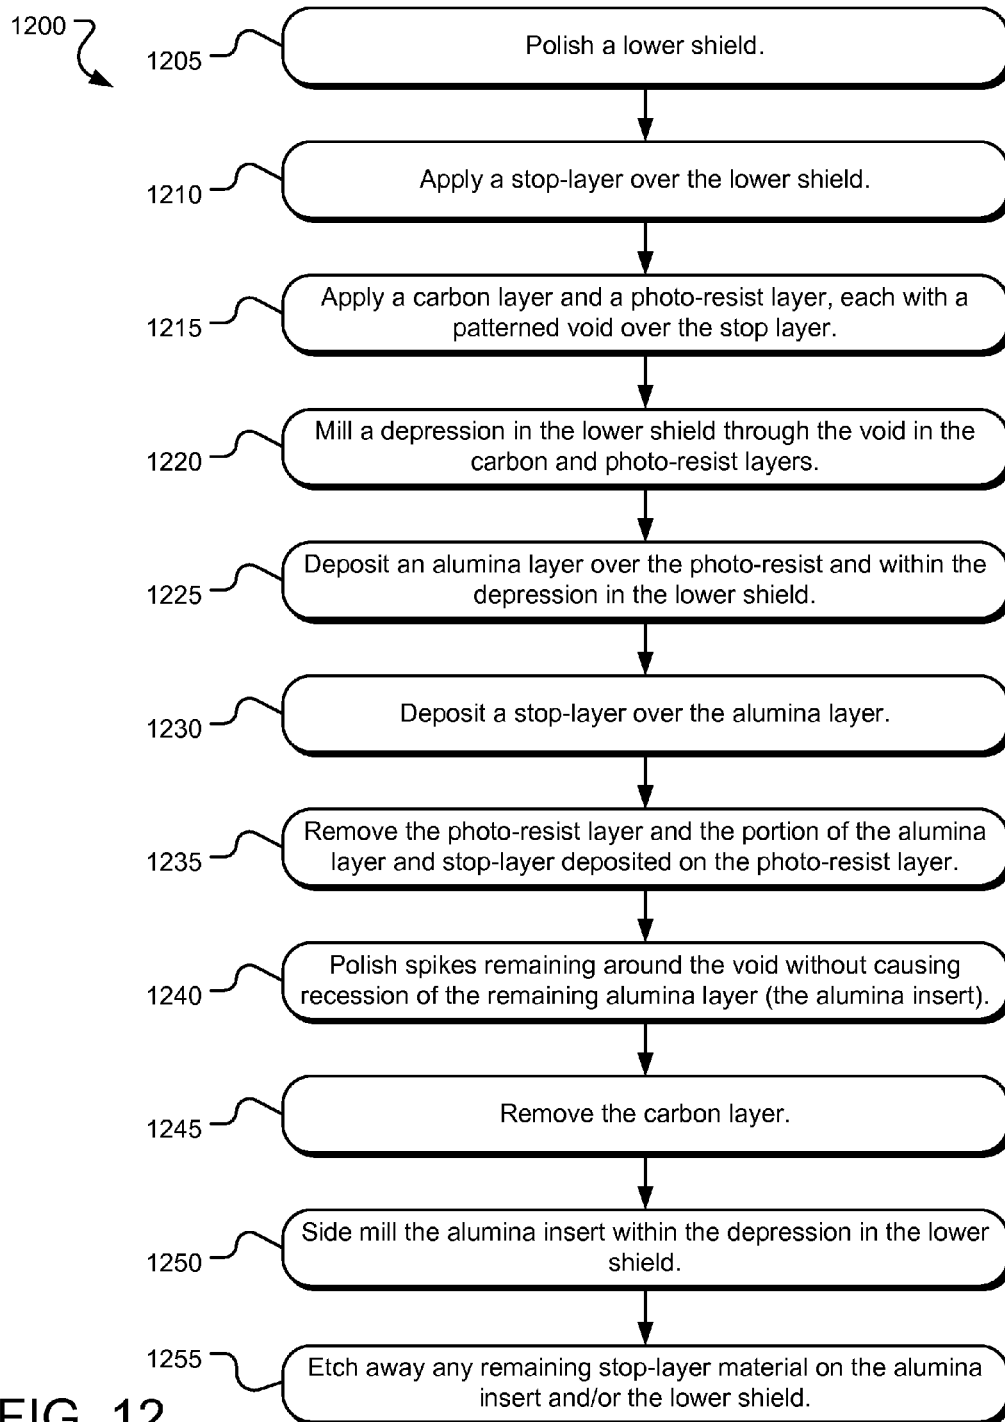 1200
1205
Polish a lower shield.
1210
Apply a stop-layer over the lower shield.
1215
Apply a carbon layer and a photo-resist layer, each with a
patterned void over the stop layer.
1220
Mill a depression in the lower shield through the void in the
carbon and photo-resist layers.
1225
Deposit an alumina layer over the photo-resist and within the
depression in the lower shield.
1230
Deposit a stop-layer over the alumina layer.
1235
Remove the photo-resist layer and the portion of the alumina
layer and stop-layer deposited on the photo-resist layer.
1240
Polish spikes remaining around the void without causing
recession of the remaining alumina layer (the alumina insert).
1245
Remove the carbon layer.
1250
Side mill the alumina insert within the depression in the lower
shield.
1255
Etch away any remaining stop-layer material on the alumina
insert and/or the lower shield.
FIG. 12